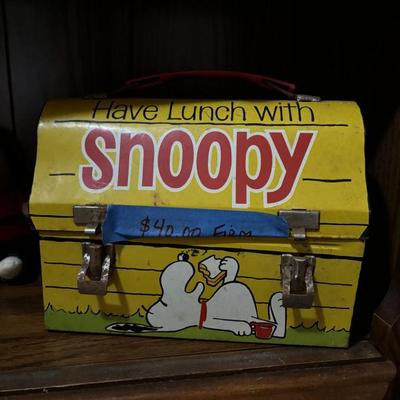 Have Lunch with
snoopy
$40.00 Firm